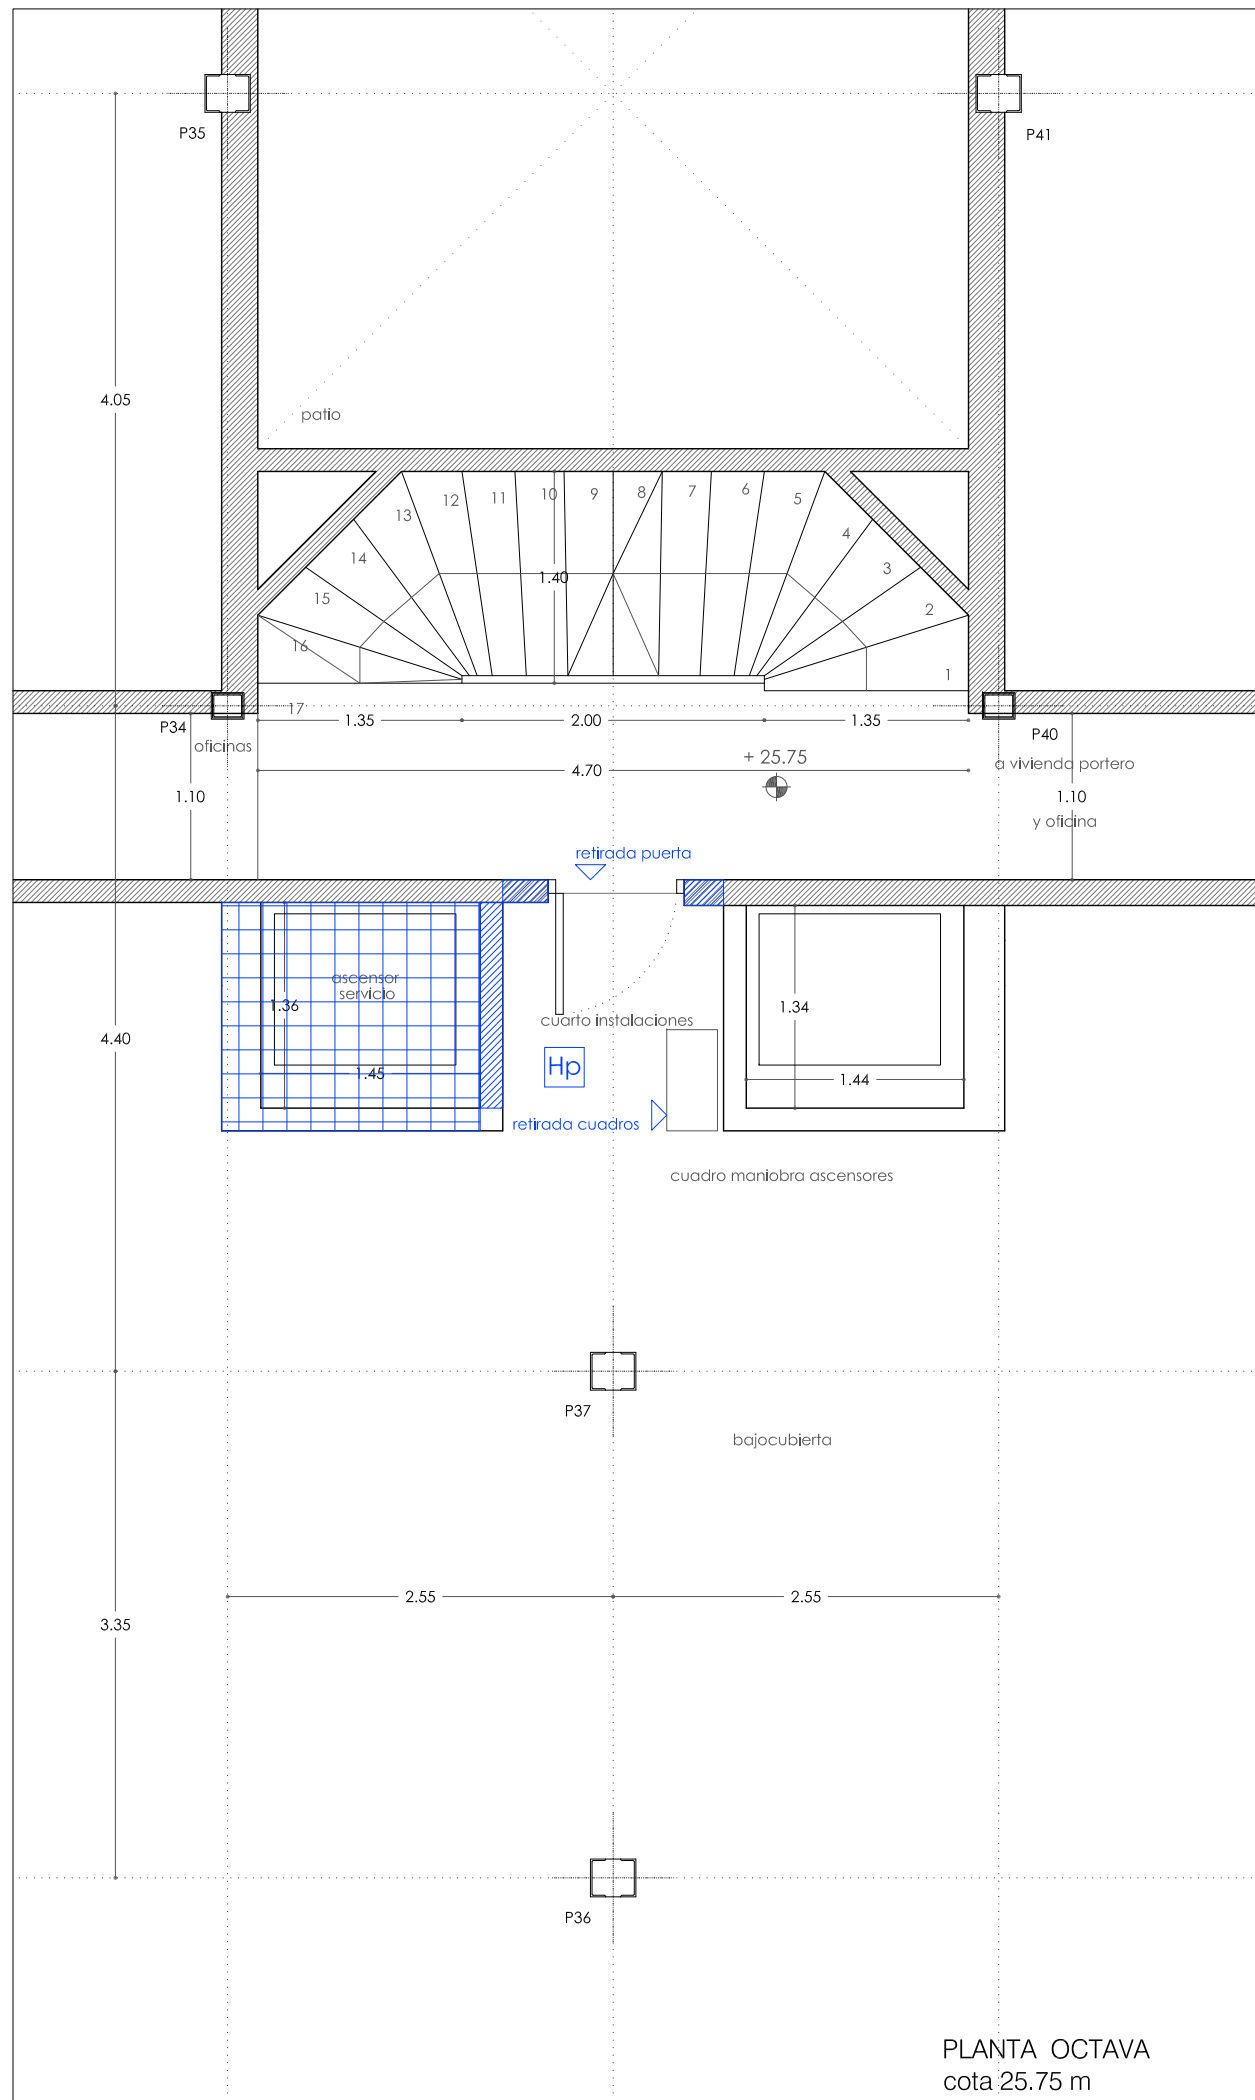 P35
P41
4.05
patio
12
11
10
9
8
7
6
5
13
4
14
1.40
3
15
2
16
1
17
P34
1.35
2.00
1.35
P40
oficinas
+ 25.75
a vivienda portero
4.70
1.10
1.10
y oficina
retirada puerta
ascensor
servicio
1.36
1.34
cuarto instalaciones
4.40
Hp
1.45
1.44
retirada cuadros
cuadro maniobra ascensores
P37
bajocubierta
2.55
2.55
3.35
P36
PLANTA OCTAVA
cota 25.75 m